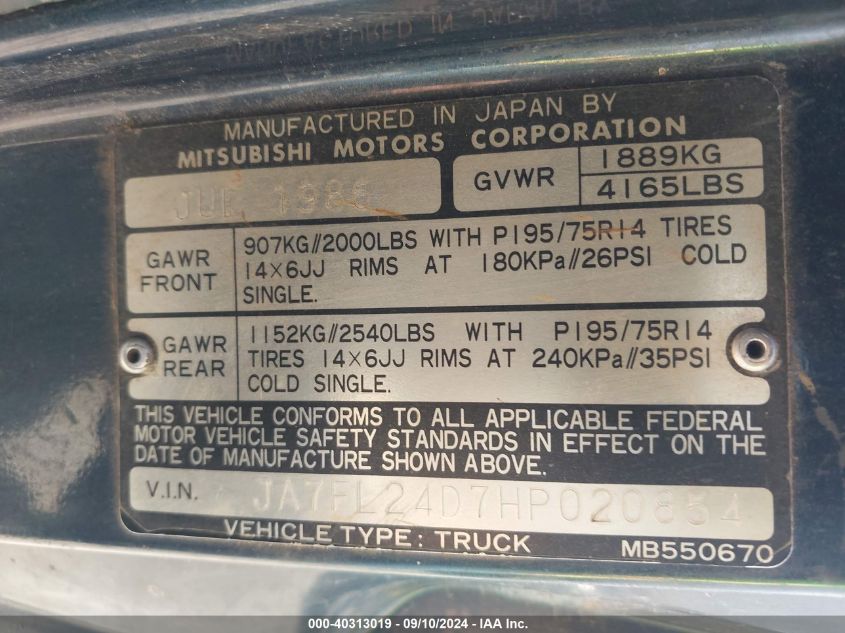 MANUFACTURED IN JAPAN BY
MITSUBISHI MOTORS CORPORATION
GVWR 1889KG
4165LBS
GAWR FRONT
907KG//2000LBS WITH P195/75R14 TIRES
14×6JJ RIMS AT 180KPa//26PSI COLD
SINGLE.
GAWR REAR
1152KG//2540LBS WITH P195/75R14
TIRES 14×6JJ RIMS AT 240KPa//35PSI
COLD SINGLE.
THIS VEHICLE CONFORMS TO ALL APPLICABLE FEDERAL
MOTOR VEHICLE SAFETY STANDARDS IN EFFECT ON THE
DATE OF MANUFACTURE SHOWN ABOVE.
V.I.N. JA7FL24D7HP020854
VEHICLE TYPE: TRUCK MB550670
000-40313019 - 09/10/2024 - IAA Inc.